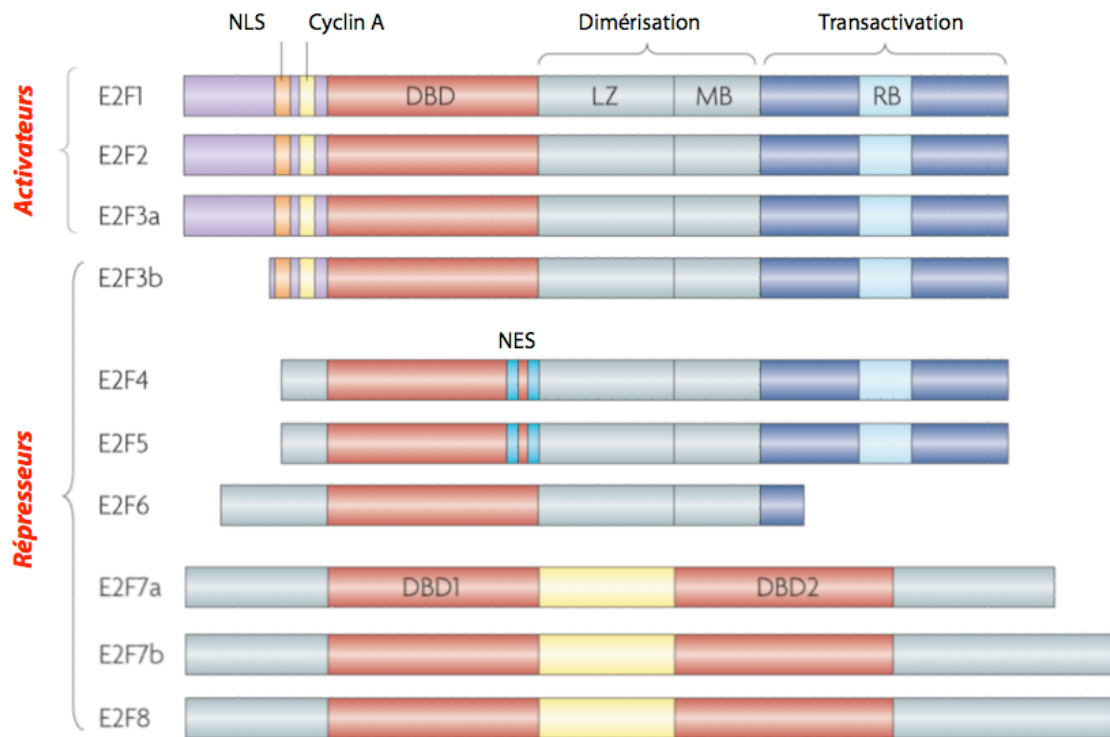 NLS Cyclin A Dimérisation Transactivation
Activateurs
E2F1 DBD LZ MB RB
E2F2
E2F3a
Répresseurs
E2F3b
NES
E2F4
E2F5
E2F6
E2F7a DBD1 DBD2
E2F7b
E2F8